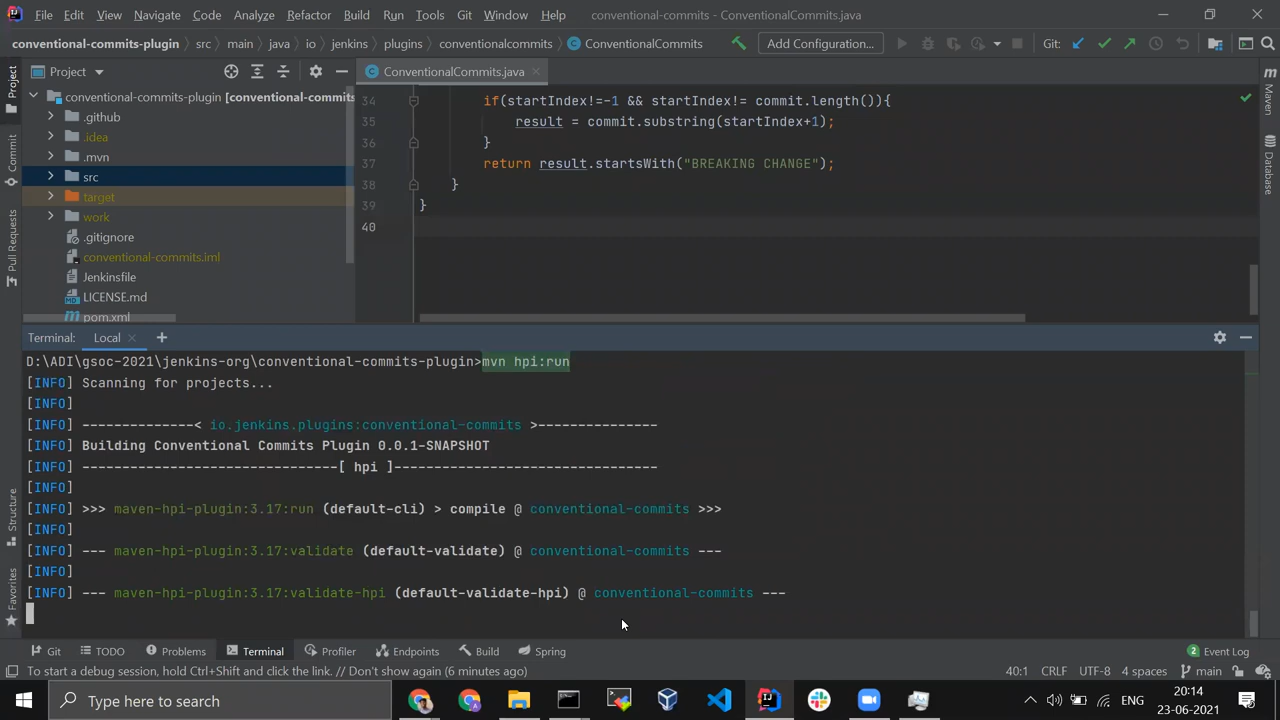 File Edit View Navigate Code Analyze Refactor Build Run Tools Git Window Help conventional-commits - ConventionalCommits.java
conventional-commits-plugin src main java io jenkins plugins conventionalcommits ConventionalCommits Add Configuration... Git:
Project
ConventionalCommits.java
conventional-commits-plugin [conventional-commits
.github
.idea
.mvn
src
target
work
.gitignore
conventional-commits.iml
Jenkinsfile
LICENSE.md
pom.xml
34 if(startIndex!=-1 && startIndex!= commit.length()){
35 result = commit.substring(startIndex+1);
36 }
37 return result.startsWith("BREAKING CHANGE");
38 }
39 }
40
Project
Commit
Pull Requests
Structure
Favorites
Maven
Database
Terminal: Local
D:\ADI\gsoc-2021\jenkins-org\conventional-commits-plugin>mvn hpi:run
[INFO] Scanning for projects...
[INFO]
[INFO] --------------< io.jenkins.plugins:conventional-commits >---------------
[INFO] Building Conventional Commits Plugin 0.0.1-SNAPSHOT
[INFO] --------------------------------[ hpi ]---------------------------------
[INFO]
[INFO] >>> maven-hpi-plugin:3.17:run (default-cli) > compile @ conventional-commits >>>
[INFO]
[INFO] --- maven-hpi-plugin:3.17:validate (default-validate) @ conventional-commits ---
[INFO]
[INFO] --- maven-hpi-plugin:3.17:validate-hpi (default-validate-hpi) @ conventional-commits ---
Git TODO Problems Terminal Profiler Endpoints Build Spring 2 Event Log
To start a debug session, hold Ctrl+Shift and click the link. // Don't show again (6 minutes ago) 40:1 CRLF UTF-8 4 spaces main
Type here to search
ENG
20:14
23-06-2021